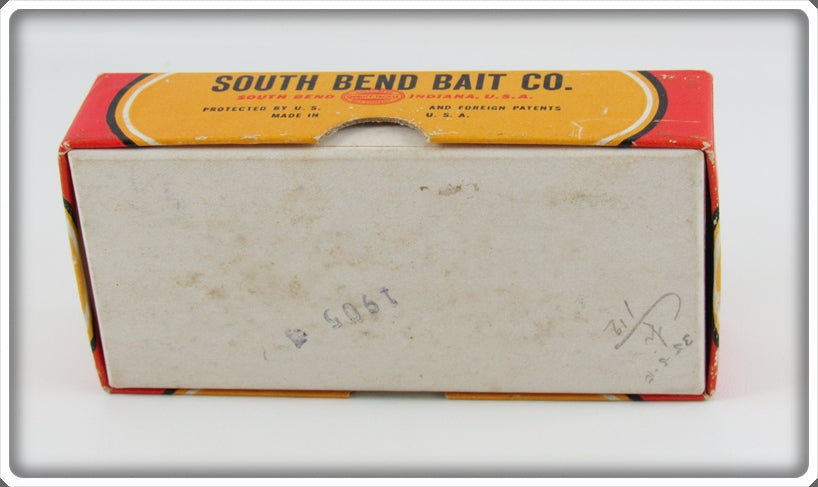 SOUTH BEND BAIT CO.
SOUTH BEND INDIANA, U.S.A.
PROTECTED BY U. S. AND FOREIGN PATENTS
MADE IN U. S. A.
1905